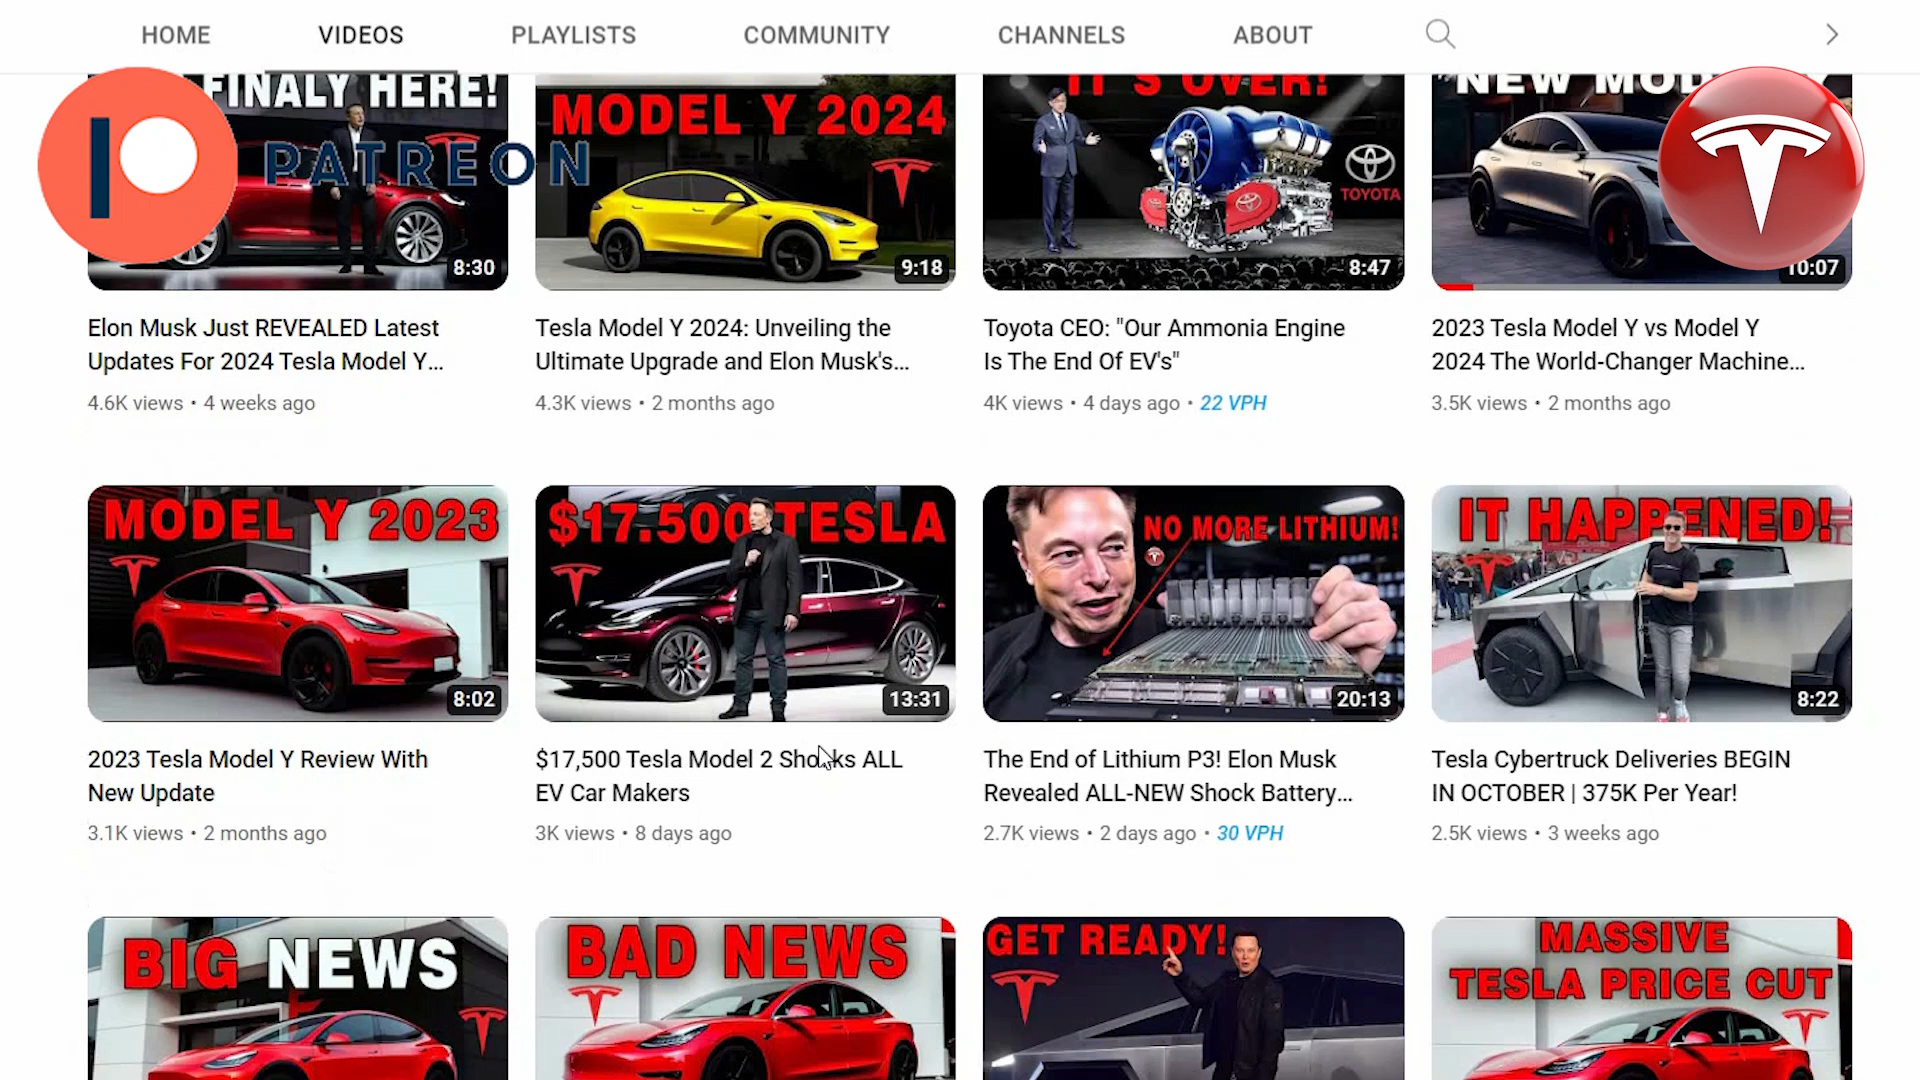 HOME VIDEOS PLAYLISTS COMMUNITY CHANNELS ABOUT
FINALY HERE!
PATREON
8:30
MODEL Y 2024
9:18
IT'S OVER!
TOYOTA
8:47
NEW MODEL Y
10:07
Elon Musk Just REVEALED Latest
Updates For 2024 Tesla Model Y...
4.6K views • 4 weeks ago
Tesla Model Y 2024: Unveiling the
Ultimate Upgrade and Elon Musk's...
4.3K views • 2 months ago
Toyota CEO: "Our Ammonia Engine
Is The End Of EV's"
4K views • 4 days ago • 22 VPH
2023 Tesla Model Y vs Model Y
2024 The World-Changer Machine...
3.5K views • 2 months ago
MODEL Y 2023
8:02
$17.500 TESLA
13:31
NO MORE LITHIUM!
20:13
IT HAPPENED!
8:22
2023 Tesla Model Y Review With
New Update
3.1K views • 2 months ago
$17,500 Tesla Model 2 Shocks ALL
EV Car Makers
3K views • 8 days ago
The End of Lithium P3! Elon Musk
Revealed ALL-NEW Shock Battery...
2.7K views • 2 days ago • 30 VPH
Tesla Cybertruck Deliveries BEGIN
IN OCTOBER | 375K Per Year!
2.5K views • 3 weeks ago
BIG NEWS
BAD NEWS
GET READY!
MASSIVE
TESLA PRICE CUT